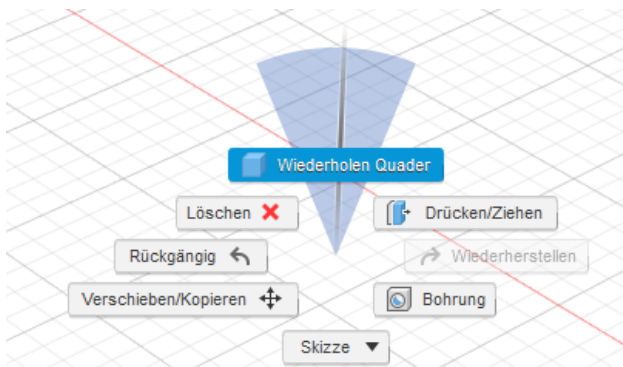 Wiederholen Quader
Löschen
Drücken/Ziehen
Rückgängig
Wiederherstellen
Verschieben/Kopieren
Bohrung
Skizze